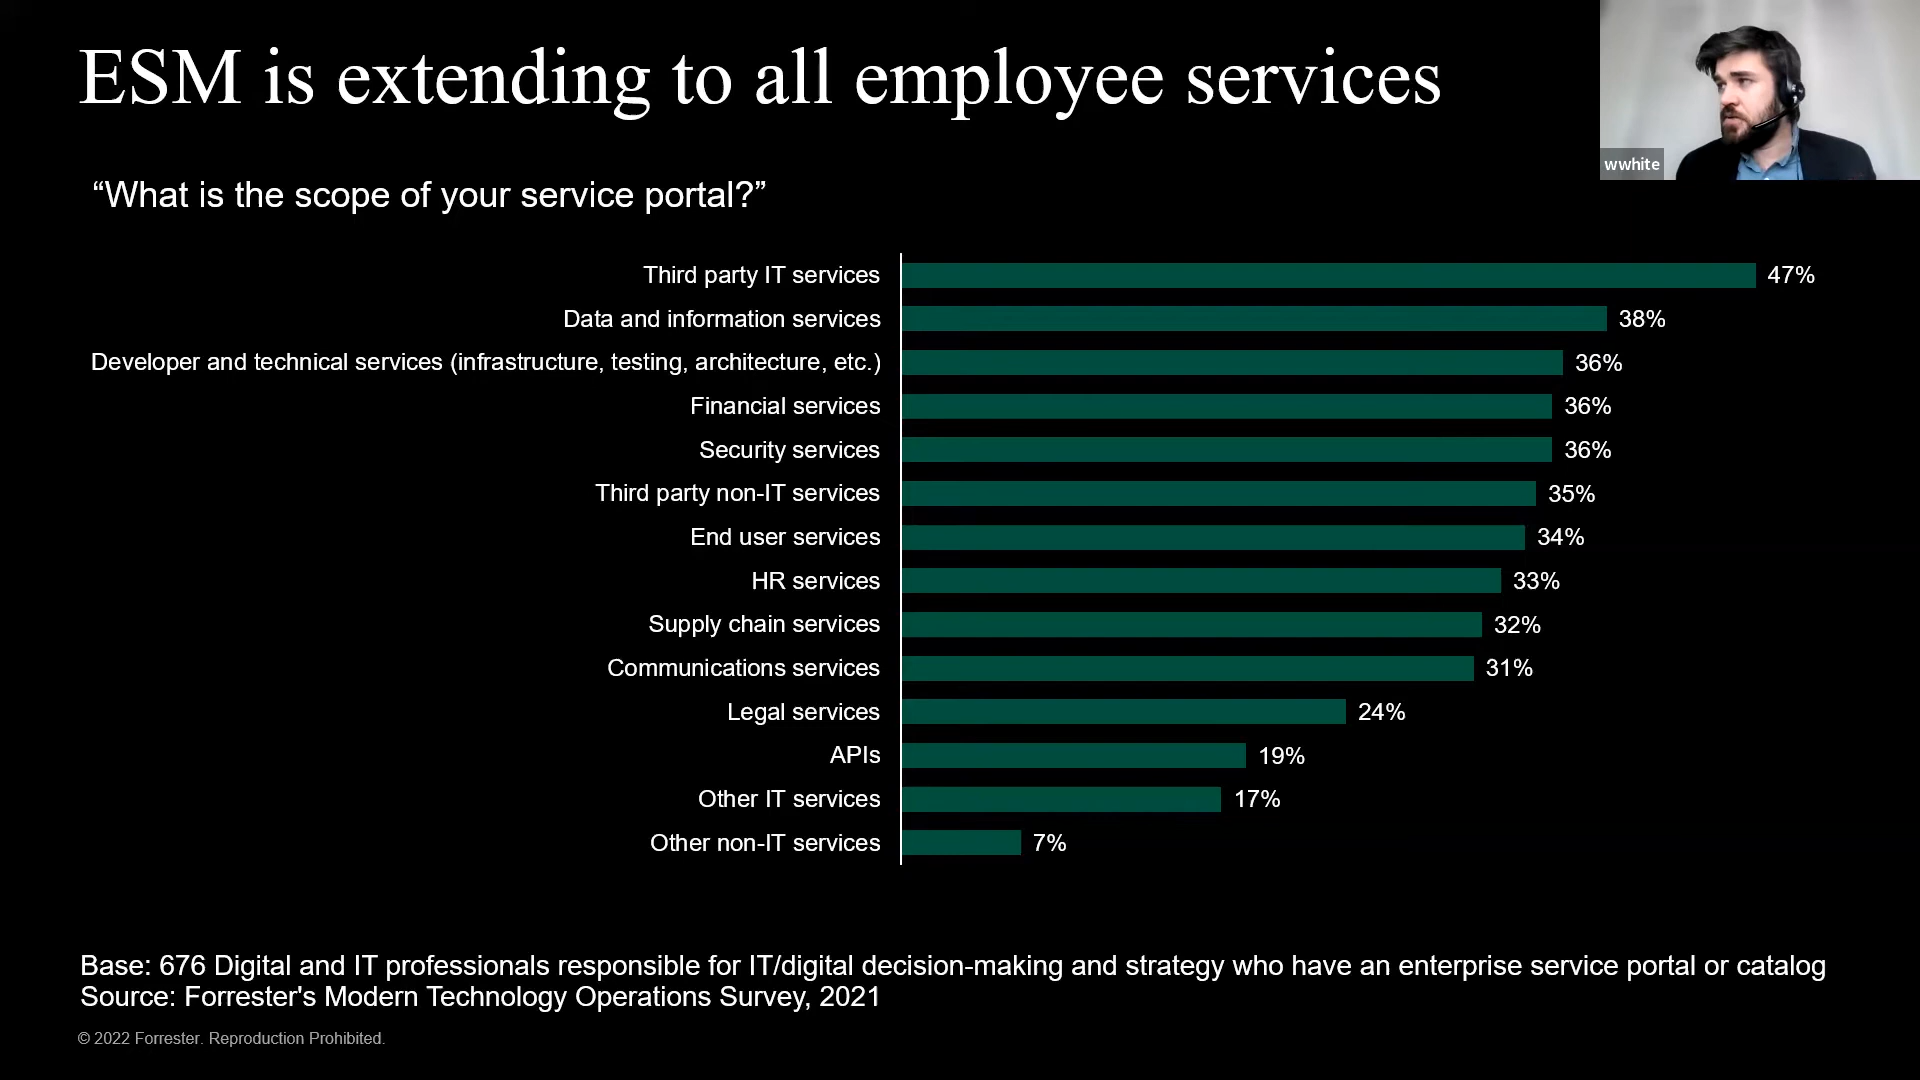 ESM is extending to all employee services
wwhite
“What is the scope of your service portal?”
Third party IT services 47%
Data and information services 38%
Developer and technical services (infrastructure, testing, architecture, etc.) 36%
Financial services 36%
Security services 36%
Third party non-IT services 35%
End user services 34%
HR services 33%
Supply chain services 32%
Communications services 31%
Legal services 24%
APIs 19%
Other IT services 17%
Other non-IT services 7%
Base: 676 Digital and IT professionals responsible for IT/digital decision-making and strategy who have an enterprise service portal or catalog
Source: Forrester's Modern Technology Operations Survey, 2021
© 2022 Forrester. Reproduction Prohibited.